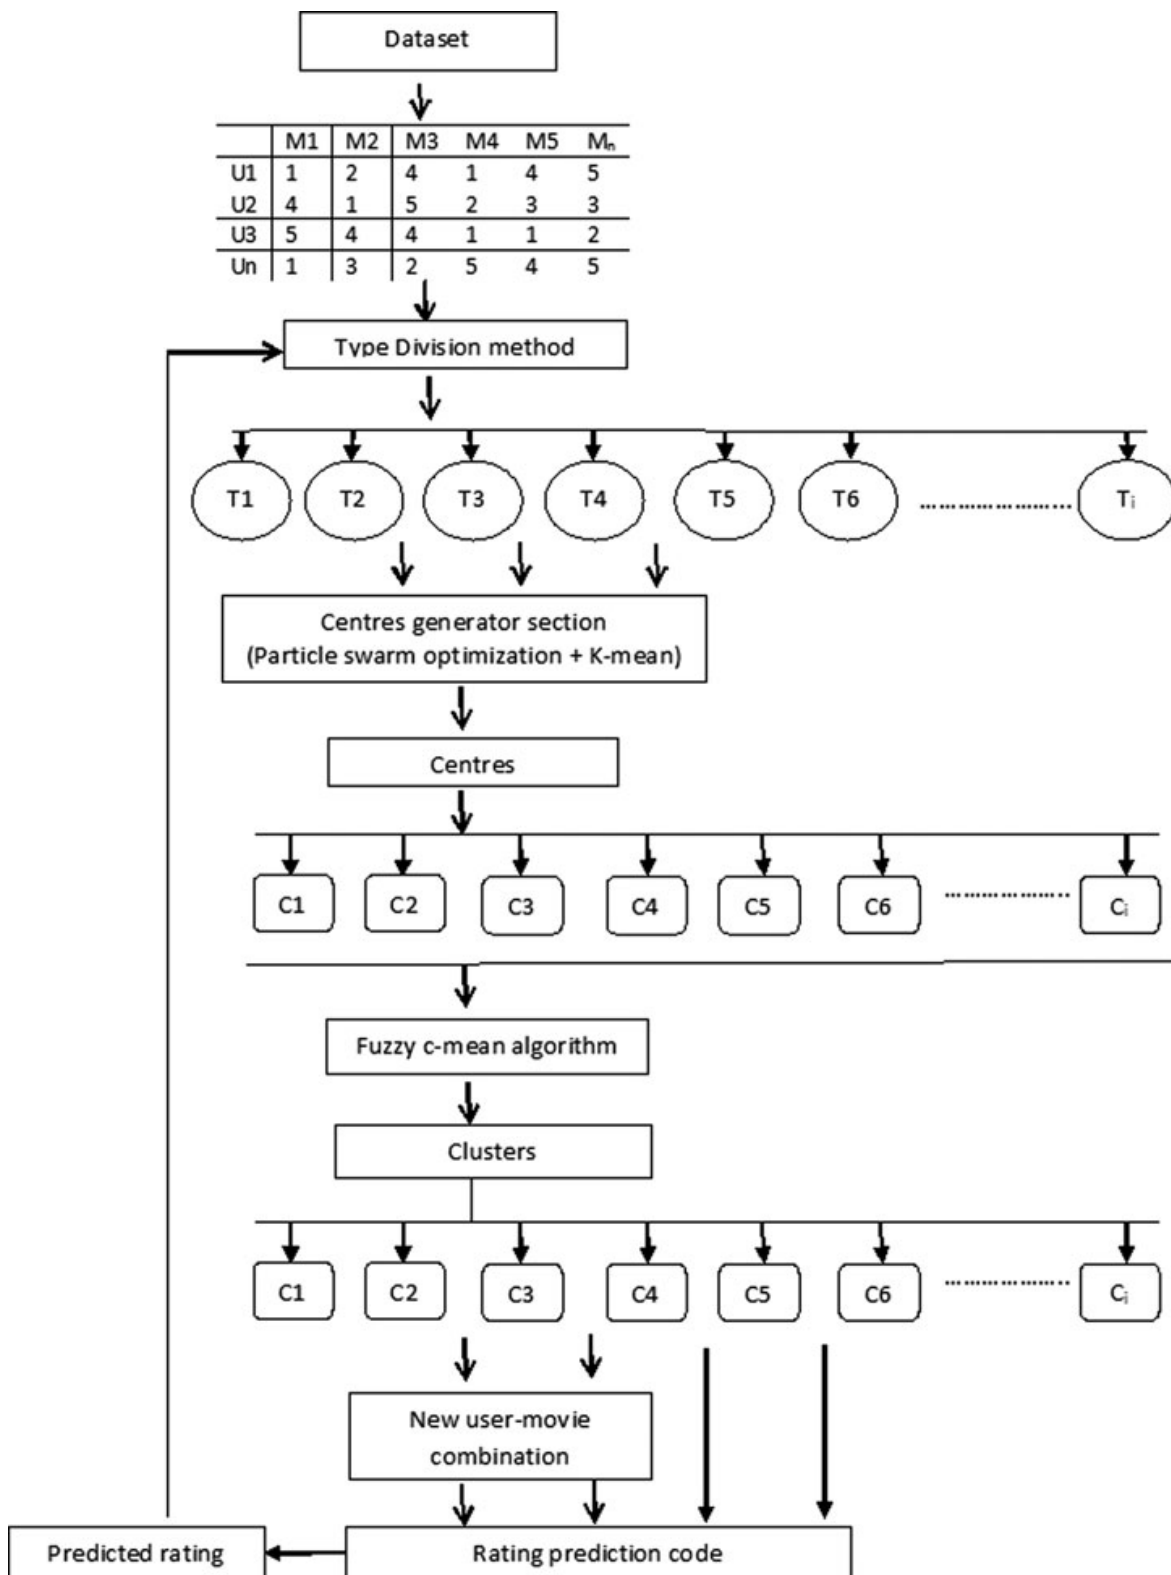 Dataset
M1 M2 M3 M4 M5 Mₙ
U1 1 2 4 1 4 5
U2 4 1 5 2 3 3
U3 5 4 4 1 1 2
Un 1 3 2 5 4 5
Type Division method
T1 T2 T3 T4 T5 T6 ........................ Tᵢ
Centres generator section
(Particle swarm optimization + K-mean)
Centres
C1 C2 C3 C4 C5 C6 .................... Cᵢ
Fuzzy c-mean algorithm
Clusters
C1 C2 C3 C4 C5 C6 .................... Cᵢ
New user-movie
combination
Predicted rating
Rating prediction code